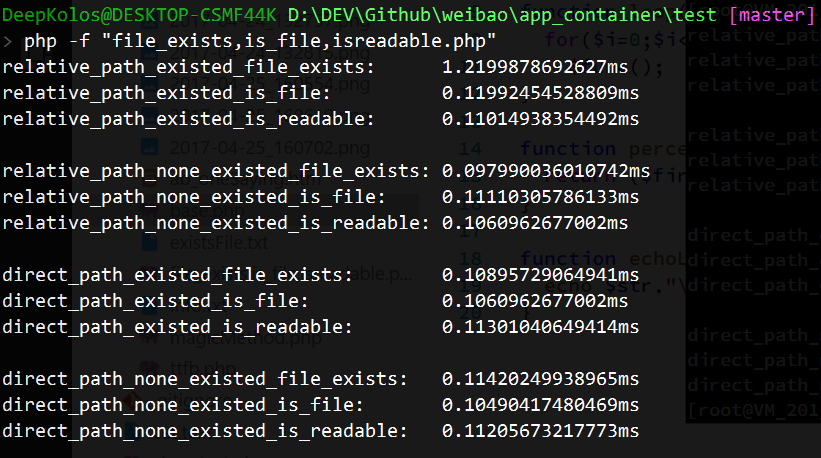 DeepKolos@DESKTOP-CSMF44K D:\DEV\Github\weibao\app_container\test [master]
> php -f "file_exists,is_file,isreadable.php"
relative_path_existed_file_exists: 1.2199878692627ms
relative_path_existed_is_file: 0.11992454528809ms
relative_path_existed_is_readable: 0.11014938354492ms
relative_path_none_existed_file_exists: 0.097990036010742ms
relative_path_none_existed_is_file: 0.11110305786133ms
relative_path_none_existed_is_readable: 0.1060962677002ms
direct_path_existed_file_exists: 0.10895729064941ms
direct_path_existed_is_file: 0.1060962677002ms
direct_path_existed_is_readable: 0.11301040649414ms
direct_path_none_existed_file_exists: 0.11420249938965ms
direct_path_none_existed_is_file: 0.10490417480469ms
direct_path_none_existed_is_readable: 0.11205673217773ms